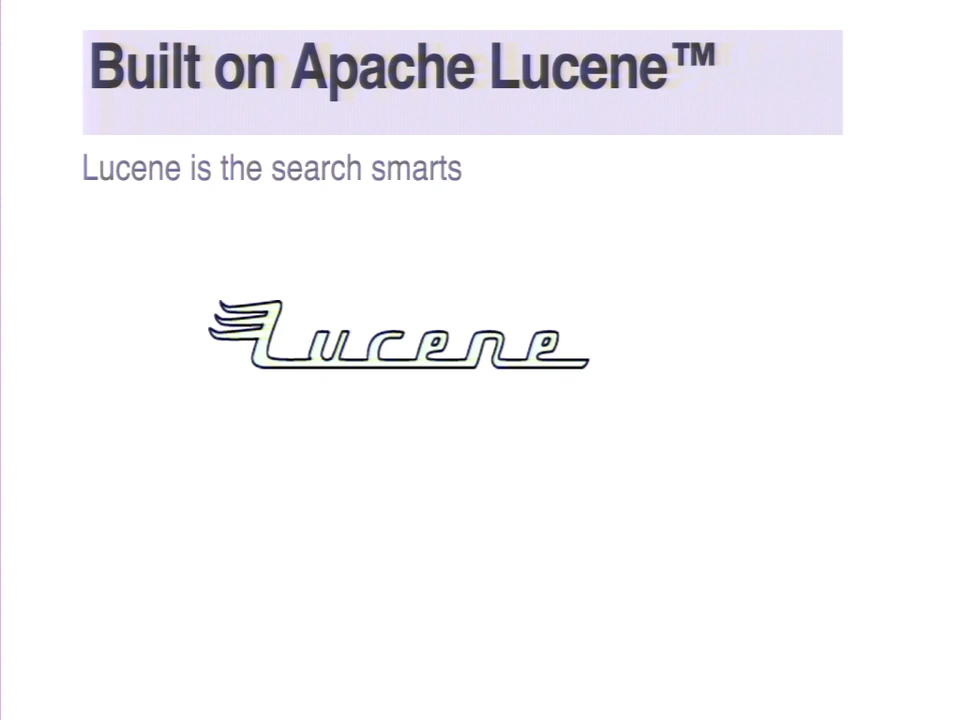 Built on Apache Lucene™
Lucene is the search smarts
Lucene